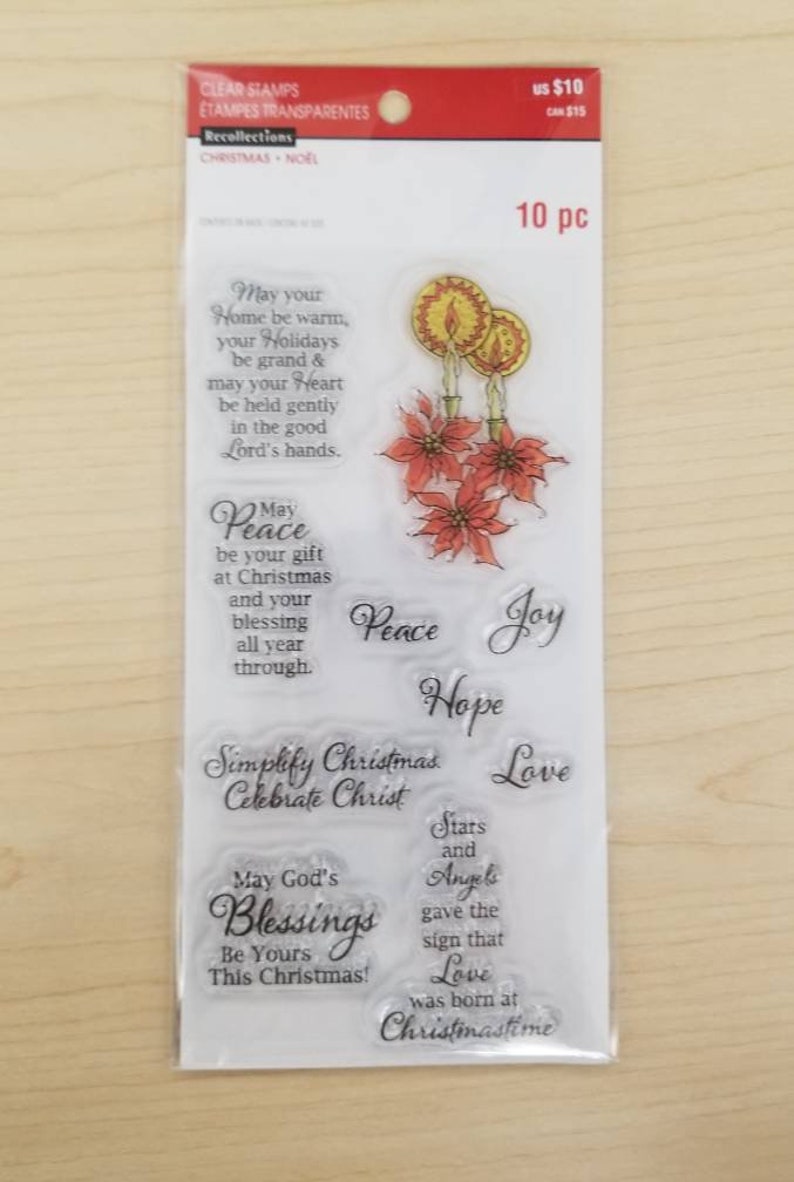 CLEAR STAMPS
ÉTAMPES TRANSPARENTES
US $10
CAN $15
Recollections
CHRISTMAS • NOËL
10 pc
May your
Home be warm,
your Holidays
be grand &
may your Heart
be held gently
in the good
Lord's hands.
May
Peace
be your gift
at Christmas
and your
blessing
all year
through.
Peace
Joy
Hope
Love
Simplify Christmas.
Celebrate Christ
Stars
and
Angels
gave the
sign that
Love
was born at
Christmastime
May God's
Blessings
Be Yours
This Christmas!